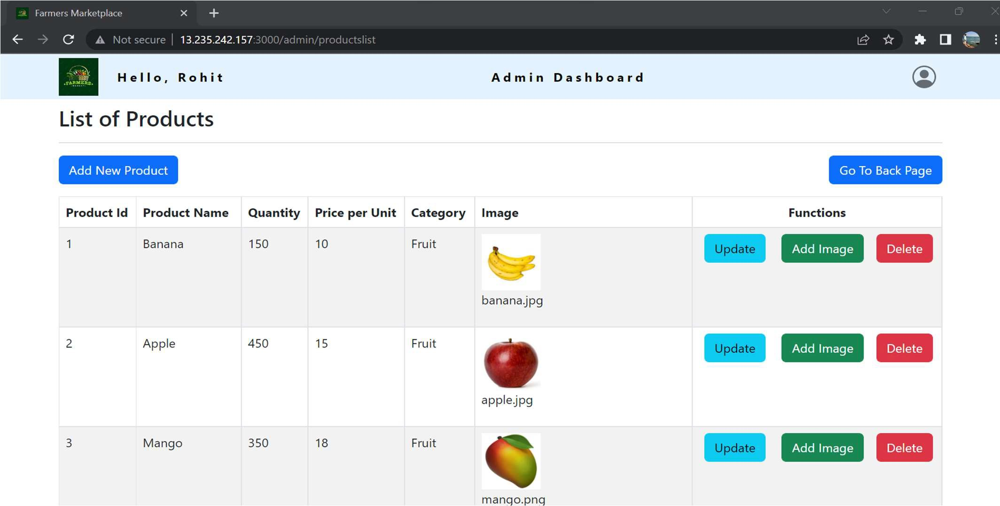 Farmers Marketplace
Not secure | 13.235.242.157:3000/admin/productslist
FARMERS
MARKET
Hello, Rohit
Admin Dashboard
List of Products
Add New Product
Go To Back Page
Product Id Product Name Quantity Price per Unit Category Image Functions
1 Banana 150 10 Fruit Update Add Image Delete
banana.jpg
2 Apple 450 15 Fruit Update Add Image Delete
apple.jpg
3 Mango 350 18 Fruit Update Add Image Delete
mango.png